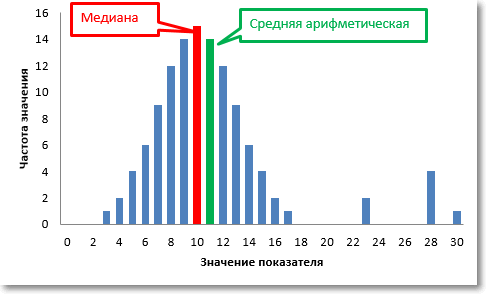 Медиана
Средняя арифметическая
Частота значения
16
14
12
10
8
6
4
2
0
0 2 4 6 8 10 12 14 16 18 20 22 24 26 28 30
Значение показателя